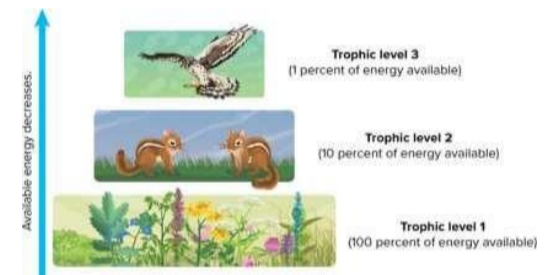 Available energy decreases.
Trophic level 3
(1 percent of energy available)
Trophic level 2
(10 percent of energy available)
Trophic level 1
(100 percent of energy available)